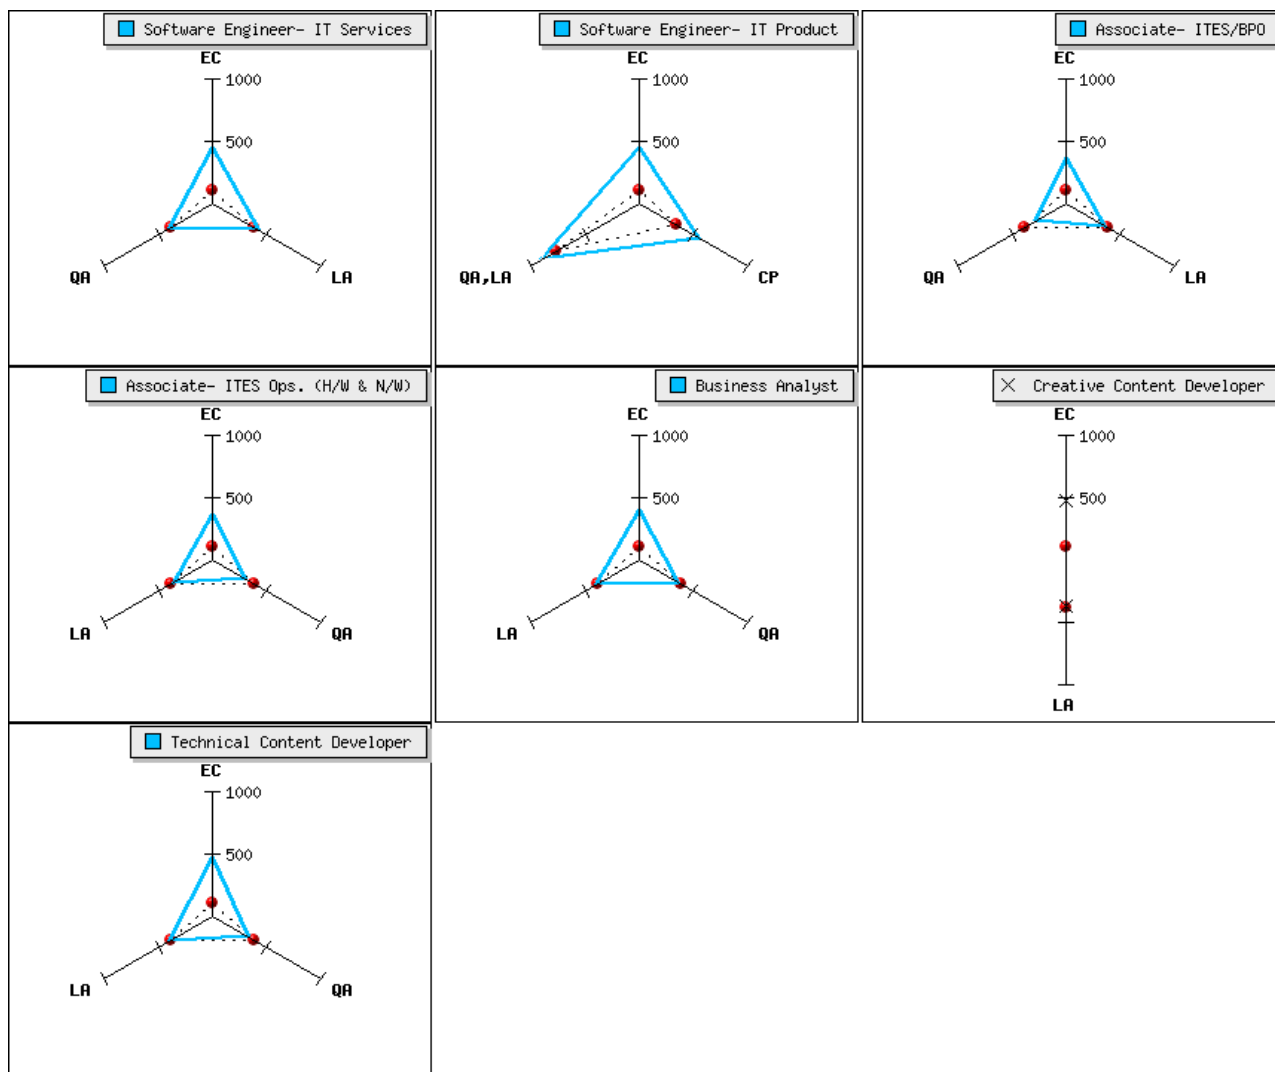 Software Engineer- IT Services
EC
1000
500
QA
LA
Software Engineer- IT Product
EC
1000
500
QA,LA
CP
Associate- ITES/BPO
EC
1000
500
QA
LA
Associate- ITES Ops. (H/W & N/W)
EC
1000
500
LA
QA
Business Analyst
EC
1000
500
LA
QA
Creative Content Developer
EC
1000
500
LA
Technical Content Developer
EC
1000
500
LA
QA